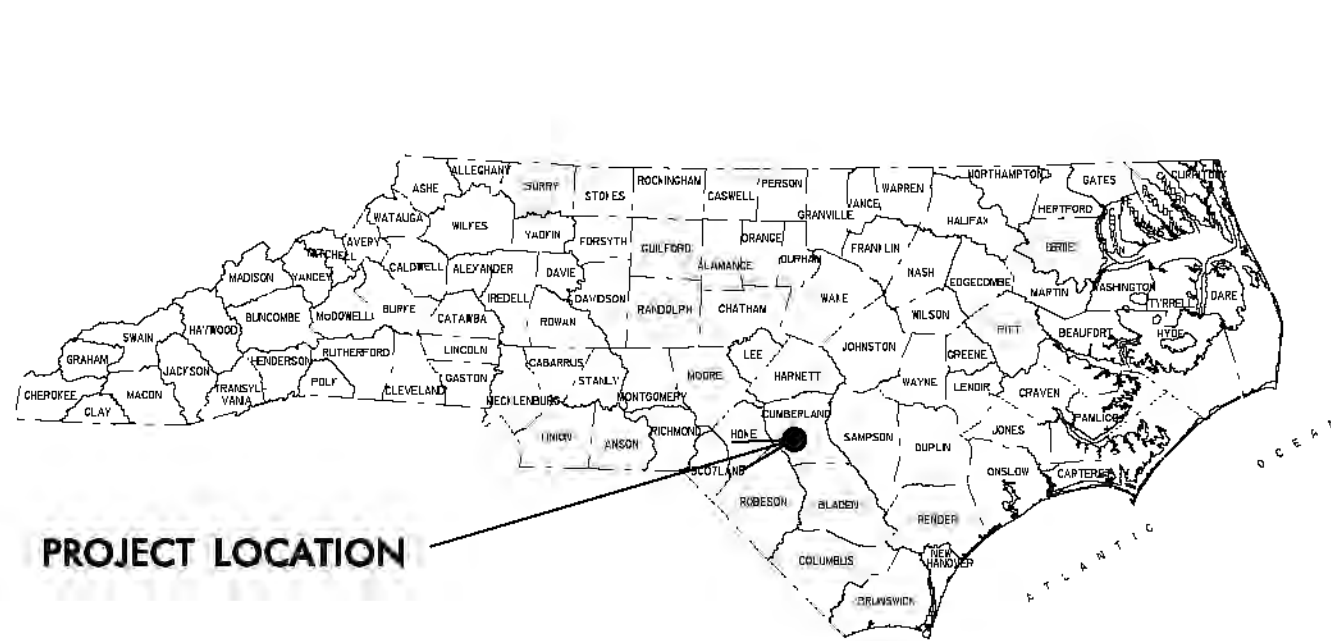 ALLEGHANY
ASHE
SURRY
STOKES
ROCKINGHAM
CASWELL
PERSON
GRANVILLE
VANCE
WARREN
NORTHAMPTON
GATES
CURRITUCK
HERTFORD
HALIFAX
BERTIE
WATAUGA
WILKES
YADKIN
FORSYTH
GUILFORD
ALAMANCE
ORANGE
DURHAM
FRANKLIN
NASH
EDGECOMBE
MARTIN
WASHINGTON
TYRRELL
DARE
MITCHELL
AVERY
CALDWELL
ALEXANDER
DAVIE
IREDELL
DAVIDSON
RANDOLPH
CHATHAM
WAKE
WILSON
PITT
BEAUFORT
HYDE
MADISON
YANCEY
BUNCOMBE
McDOWELL
BURKE
CATAWBA
ROWAN
SWAIN
HAYWOOD
GRAHAM
JACKSON
HENDERSON
RUTHERFORD
LINCOLN
CABARRUS
STANLY
LEE
HARNETT
JOHNSTON
GREENE
WAYNE
LENOIR
CRAVEN
PAMLICO
CHEROKEE
CLAY
MACON
TRANSYL
VANIA
POLK
CLEVELAND
GASTON
MECKLENBURG
MONTGOMERY
MOORE
CUMBERLAND
UNION
ANSON
RICHMOND
HOKE
SCOTLAND
SAMPSON
DUPLIN
JONES
ONSLOW
CARTERET
ROBESON
BLADEN
PENDER
COLUMBUS
NEW
HANOVER
BRUNSWICK
PROJECT LOCATION
ATLANTIC OCEAN